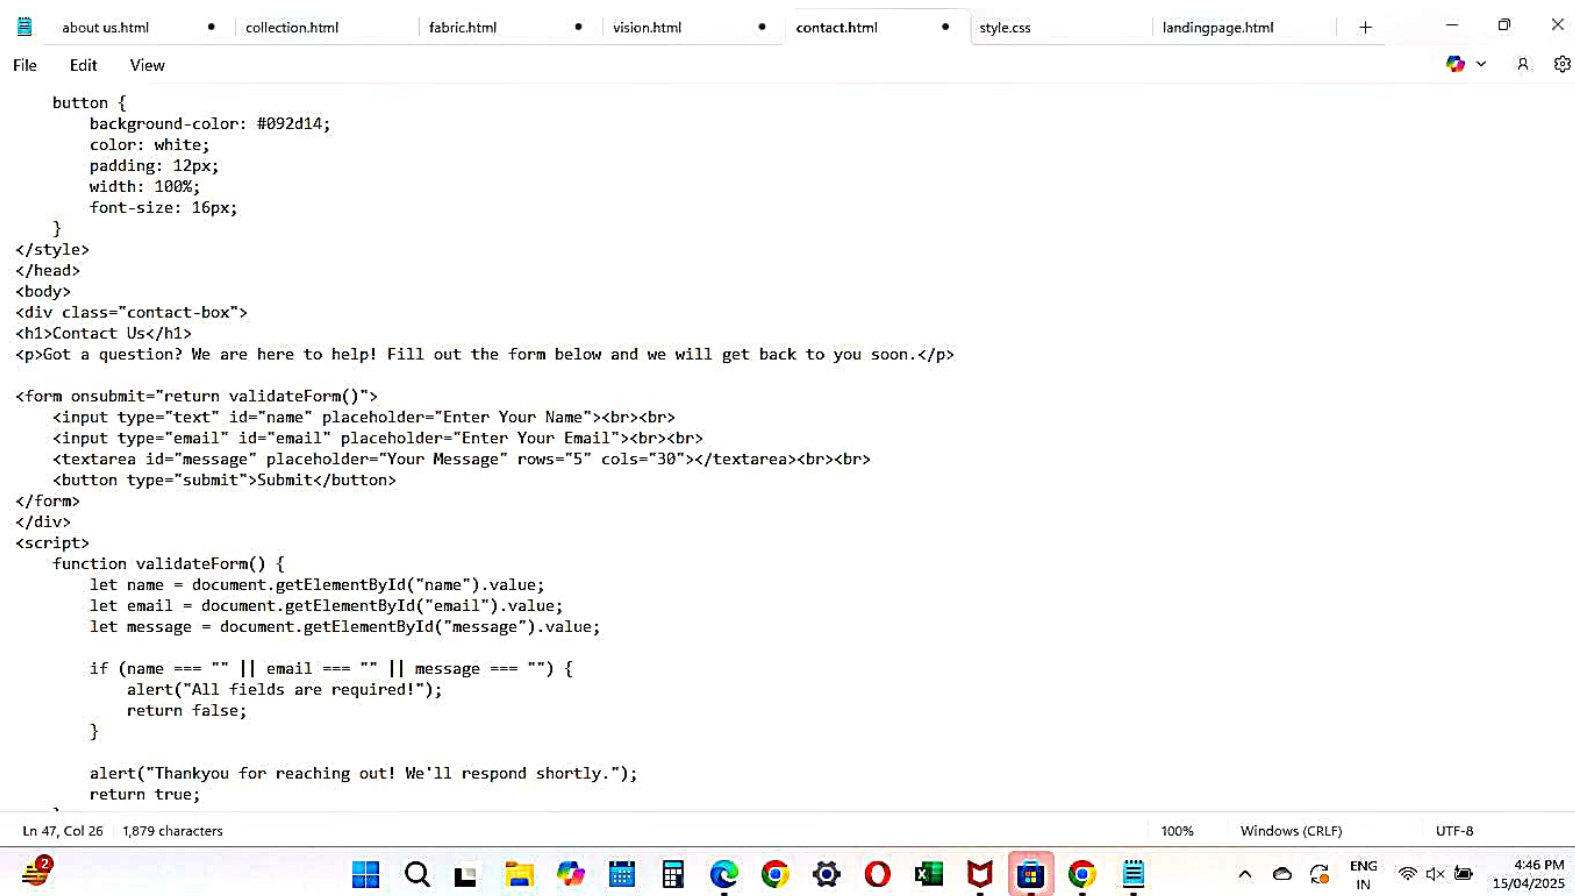 about us.html
collection.html
fabric.html
vision.html
contact.html
style.css
landingpage.html
File Edit View
button {
background-color: #092d14;
color: white;
padding: 12px;
width: 100%;
font-size: 16px;
}
</style>
</head>
<body>
<div class="contact-box">
<h1>Contact Us</h1>
<p>Got a question? We are here to help! Fill out the form below and we will get back to you soon.</p>
<form onsubmit="return validateForm()">
<input type="text" id="name" placeholder="Enter Your Name"><br><br>
<input type="email" id="email" placeholder="Enter Your Email"><br><br>
<textarea id="message" placeholder="Your Message" rows="5" cols="30"></textarea><br><br>
<button type="submit">Submit</button>
</form>
</div>
<script>
function validateForm() {
let name = document.getElementById("name").value;
let email = document.getElementById("email").value;
let message = document.getElementById("message").value;
if (name === "" || email === "" || message === "") {
alert("All fields are required!");
return false;
}
alert("Thankyou for reaching out! We'll respond shortly.");
return true;
Ln 47, Col 26 1,879 characters 100% Windows (CRLF) UTF-8
2
ENG
IN
4:46 PM
15/04/2025